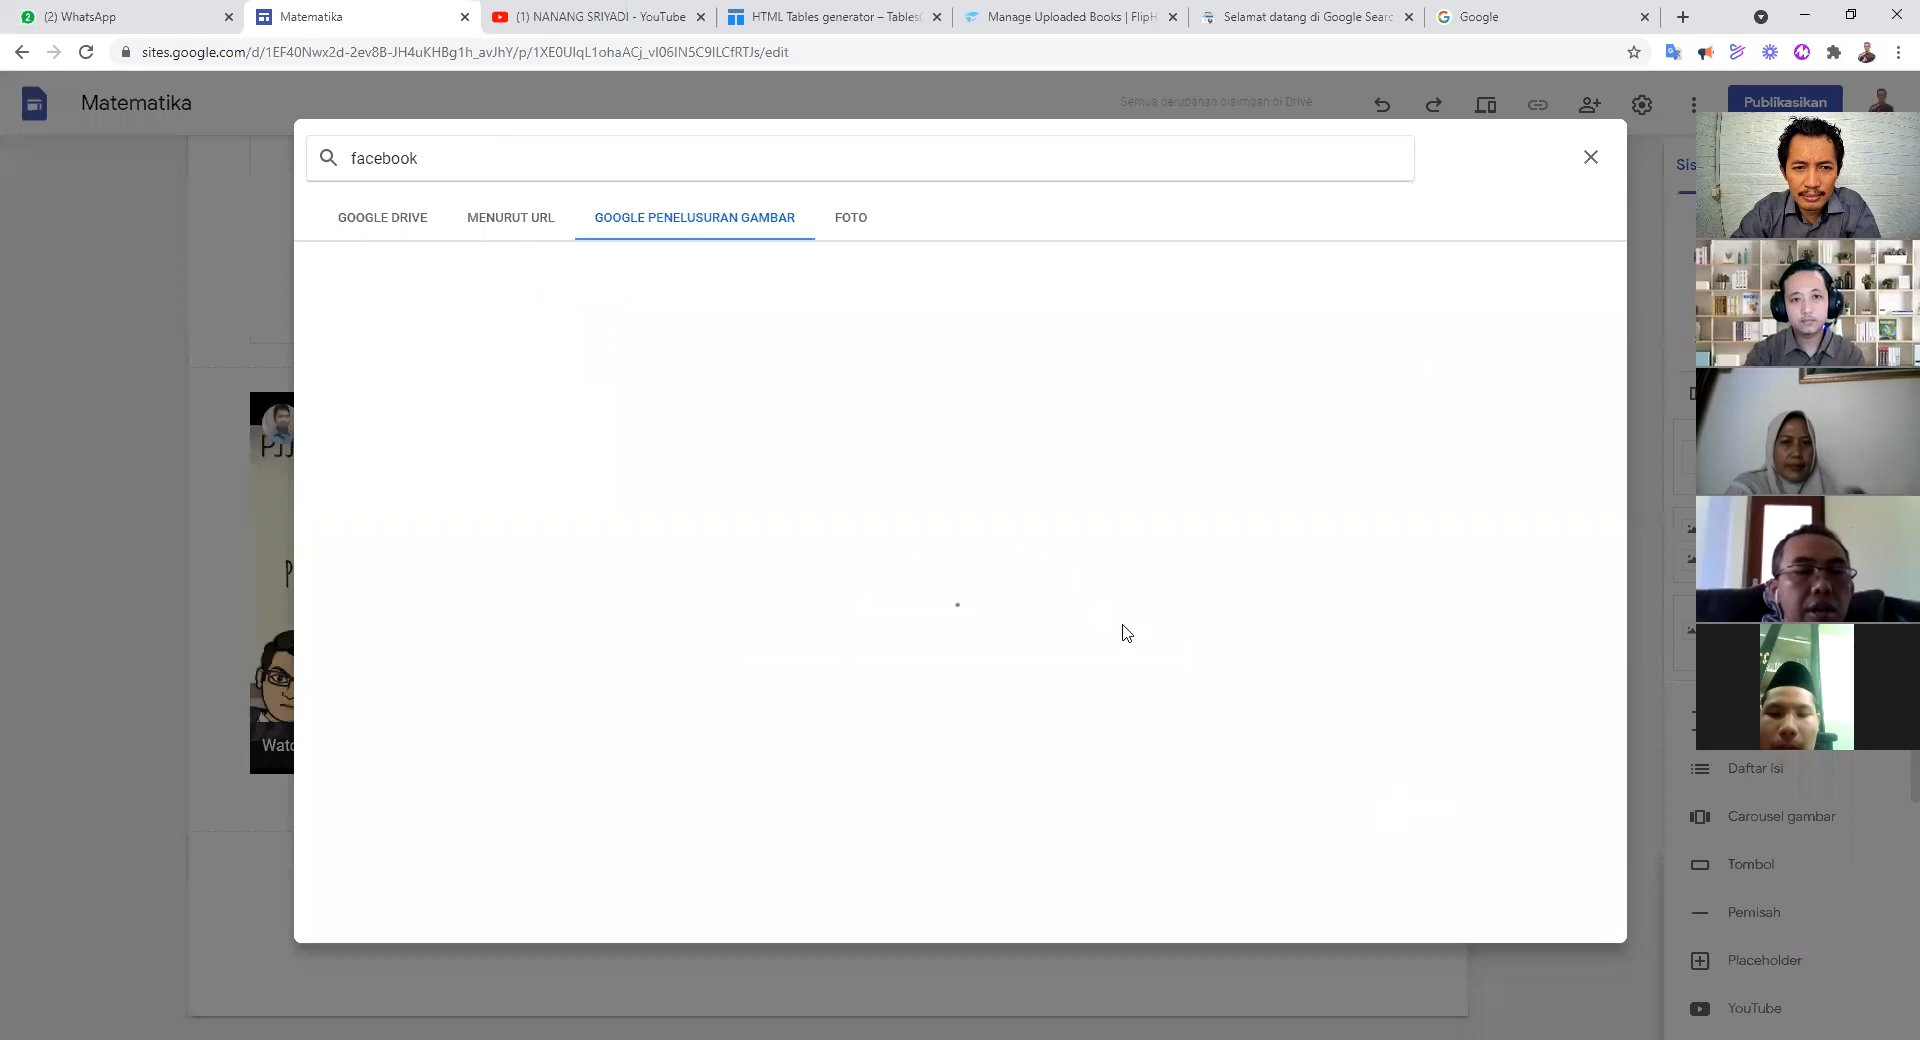 (2) WhatsApp
Matematika
(1) NANANG SRIYADI - YouTube
HTML Tables generator – Tables
Manage Uploaded Books | FlipH
Selamat datang di Google Searc
Google
sites.google.com/d/1EF40Nwx2d-2ev8B-JH4uKHBg1h_avJhY/p/1XE0UIqL1ohaACj_vI06IN5C9ILCfRTJs/edit
Matematika
Semua perubahan disimpan di Drive
Publikasikan
facebook
Sis
GOOGLE DRIVE
MENURUT URL
GOOGLE PENELUSURAN GAMBAR
FOTO
PJJ
P
Watc
Daftar isi
Carousel gambar
Tombol
Pemisah
Placeholder
YouTube